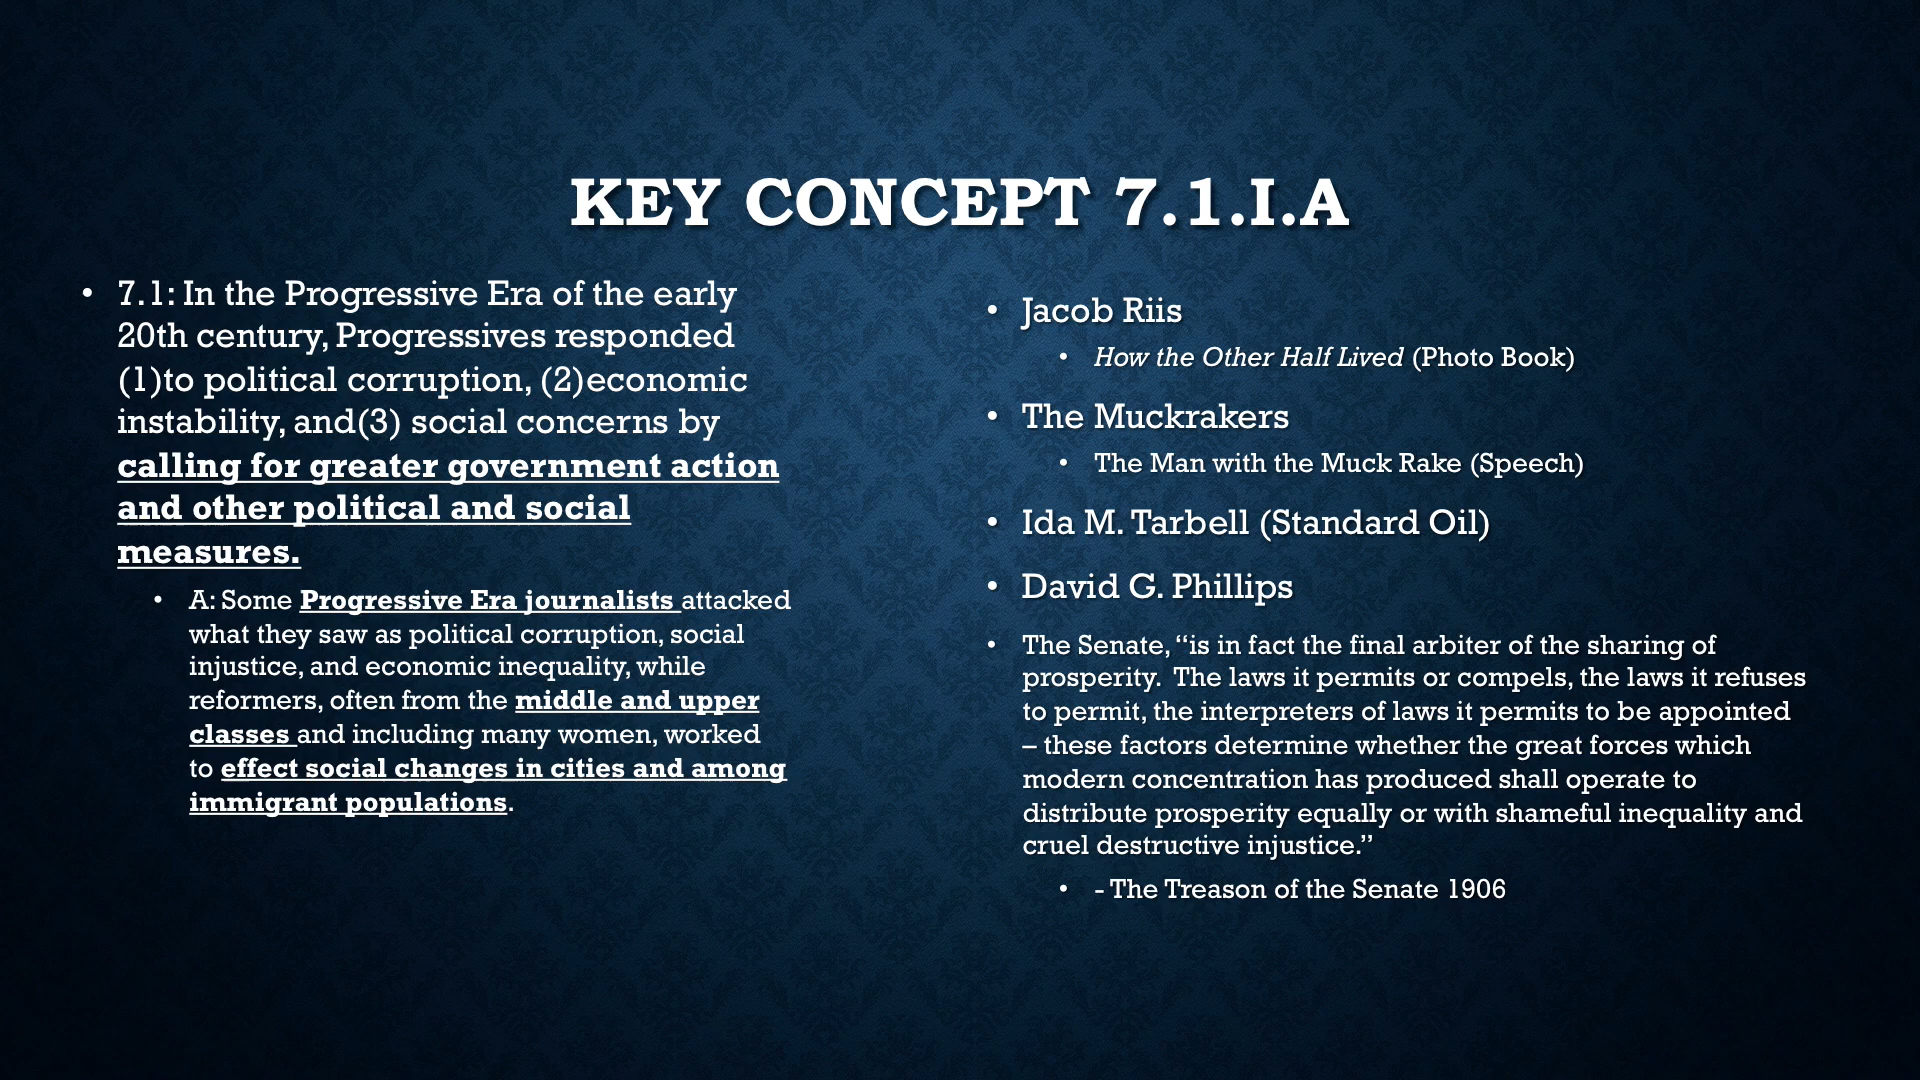 KEY CONCEPT 7.1.I.A
• 7.1: In the Progressive Era of the early
20th century, Progressives responded
(1)to political corruption, (2)economic
instability, and(3) social concerns by
calling for greater government action
and other political and social
measures.
• A: Some Progressive Era journalists attacked
what they saw as political corruption, social
injustice, and economic inequality, while
reformers, often from the middle and upper
classes and including many women, worked
to effect social changes in cities and among
immigrant populations.
• Jacob Riis
• How the Other Half Lived (Photo Book)
• The Muckrakers
• The Man with the Muck Rake (Speech)
• Ida M. Tarbell (Standard Oil)
• David G. Phillips
• The Senate, “is in fact the final arbiter of the sharing of
prosperity.  The laws it permits or compels, the laws it refuses
to permit, the interpreters of laws it permits to be appointed
– these factors determine whether the great forces which
modern concentration has produced shall operate to
distribute prosperity equally or with shameful inequality and
cruel destructive injustice.”
• - The Treason of the Senate 1906